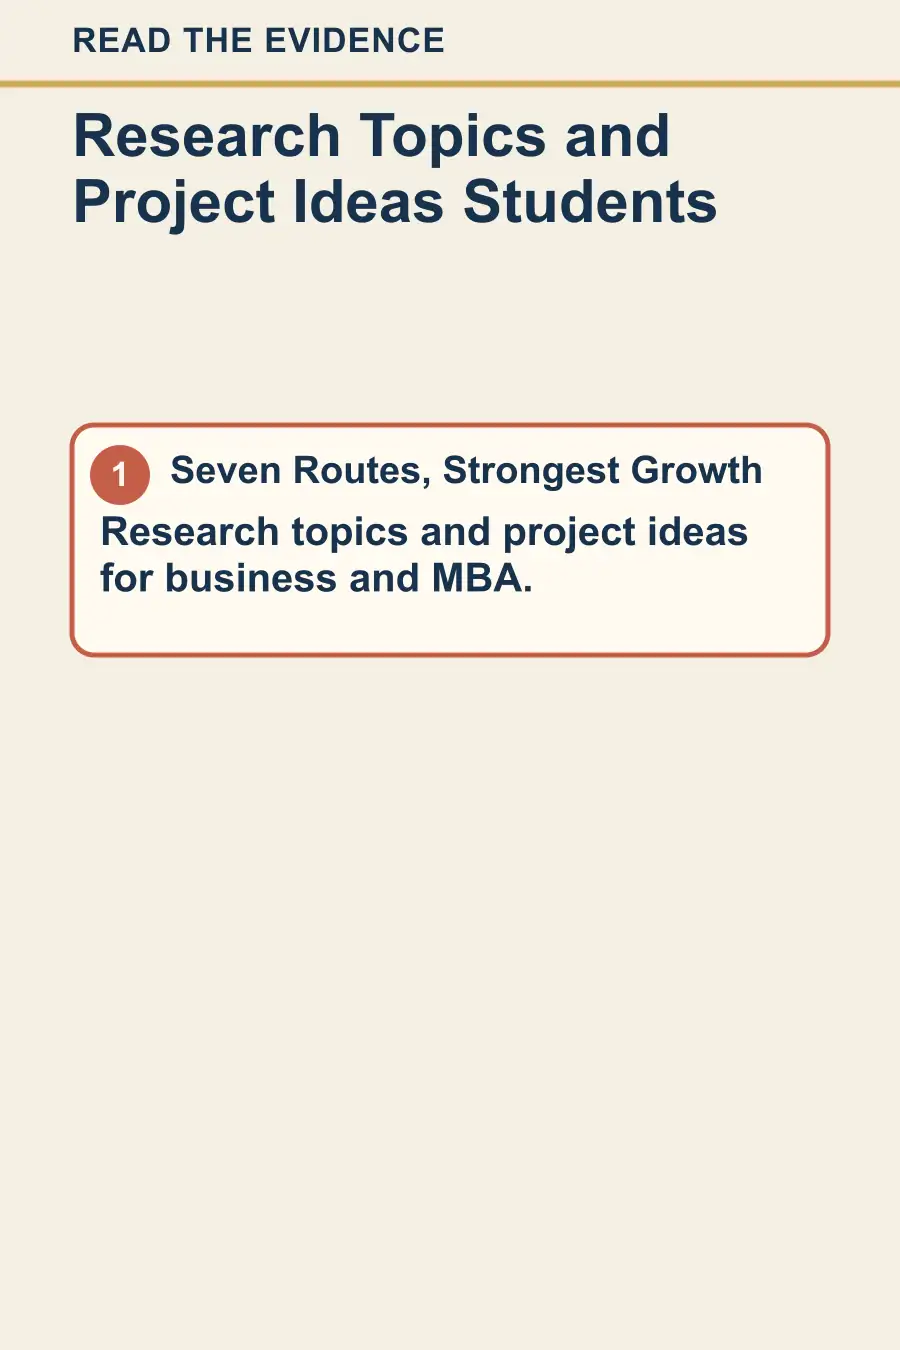 READ THE EVIDENCE
Research Topics and
Project Ideas Students
1 Seven Routes, Strongest Growth
Research topics and project ideas
for business and MBA.